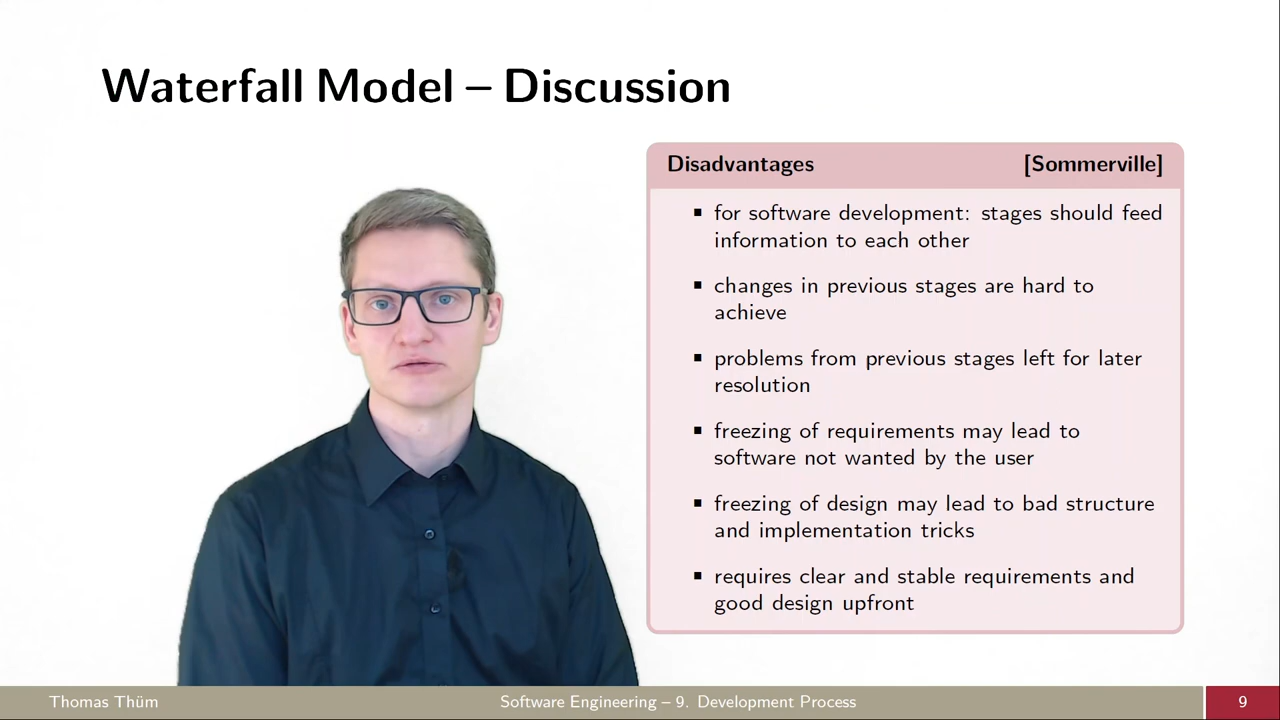 Waterfall Model – Discussion
Disadvantages [Sommerville]
▪ for software development: stages should feed
information to each other
▪ changes in previous stages are hard to
achieve
▪ problems from previous stages left for later
resolution
▪ freezing of requirements may lead to
software not wanted by the user
▪ freezing of design may lead to bad structure
and implementation tricks
▪ requires clear and stable requirements and
good design upfront
Thomas Thüm Software Engineering – 9. Development Process 9